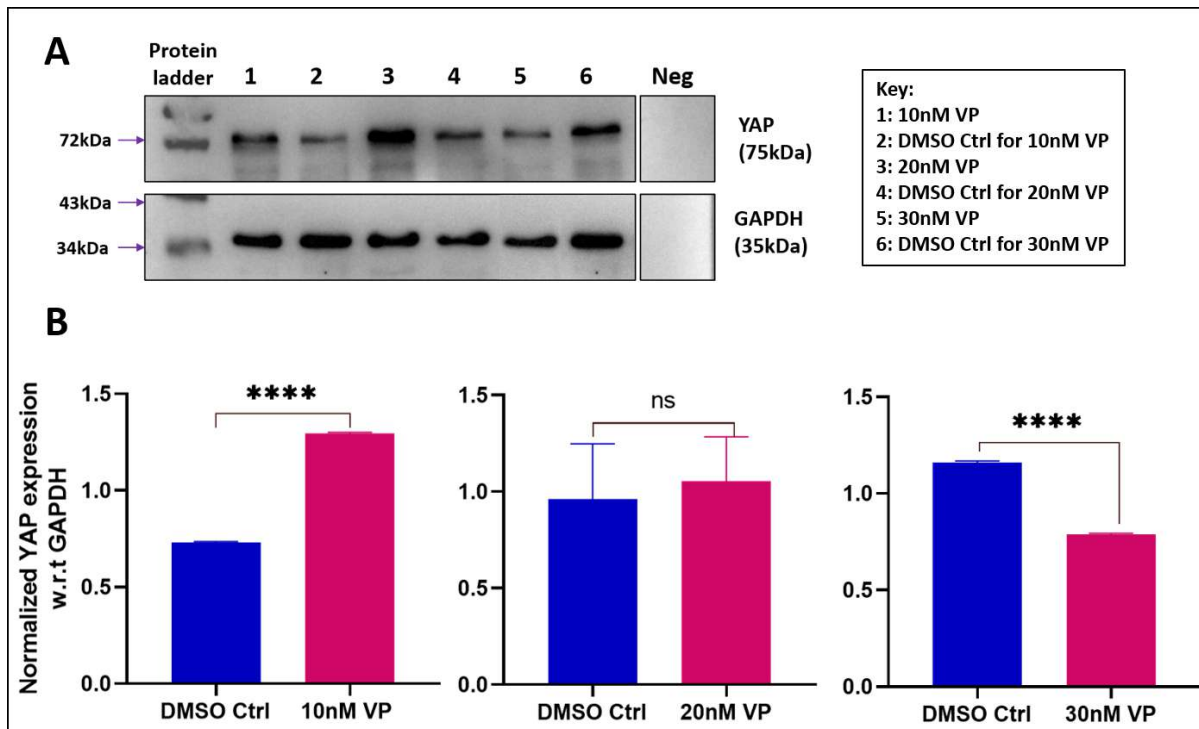 A
Protein
ladder
1 2 3 4 5 6 Neg
72kDa
YAP
(75kDa)
43kDa
34kDa
GAPDH
(35kDa)
Key:
1: 10nM VP
2: DMSO Ctrl for 10nM VP
3: 20nM VP
4: DMSO Ctrl for 20nM VP
5: 30nM VP
6: DMSO Ctrl for 30nM VP
B
Normalized YAP expression
w.r.t GAPDH
1.5
1.0
0.5
0.0
****
DMSO Ctrl 10nM VP
1.5
1.0
0.5
0.0
ns
DMSO Ctrl 20nM VP
1.5
1.0
0.5
0.0
****
DMSO Ctrl 30nM VP